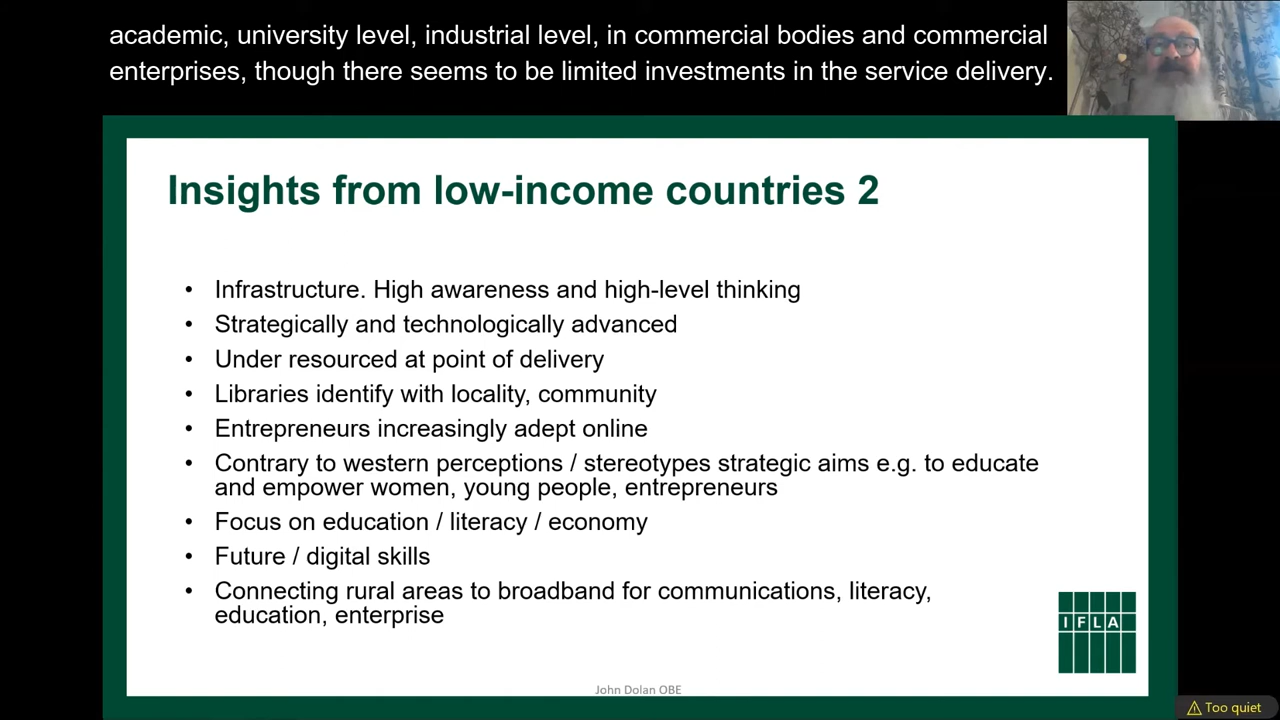 academic, university level, industrial level, in commercial bodies and commercial
enterprises, though there seems to be limited investments in the service delivery.
Insights from low-income countries 2
• Infrastructure. High awareness and high-level thinking
• Strategically and technologically advanced
• Under resourced at point of delivery
• Libraries identify with locality, community
• Entrepreneurs increasingly adept online
• Contrary to western perceptions / stereotypes strategic aims e.g. to educate
and empower women, young people, entrepreneurs
• Focus on education / literacy / economy
• Future / digital skills
• Connecting rural areas to broadband for communications, literacy,
education, enterprise
IFLA
John Dolan OBE
Too quiet